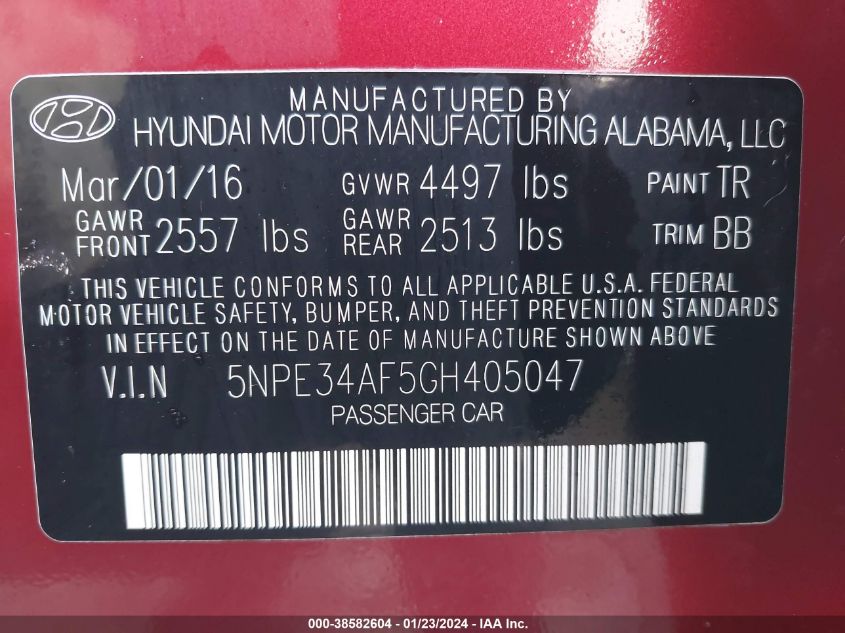 MANUFACTURED BY
HYUNDAI MOTOR MANUFACTURING ALABAMA, LLC
Mar/01/16 GVWR 4497 lbs PAINT TR
GAWR FRONT 2557 lbs GAWR REAR 2513 lbs TRIM BB
THIS VEHICLE CONFORMS TO ALL APPLICABLE U.S.A. FEDERAL
MOTOR VEHICLE SAFETY, BUMPER, AND THEFT PREVENTION STANDARDS
IN EFFECT ON THE DATE OF MANUFACTURE SHOWN ABOVE
V.I.N 5NPE34AF5GH405047
PASSENGER CAR
000-38582604 - 01/23/2024 - IAA Inc.